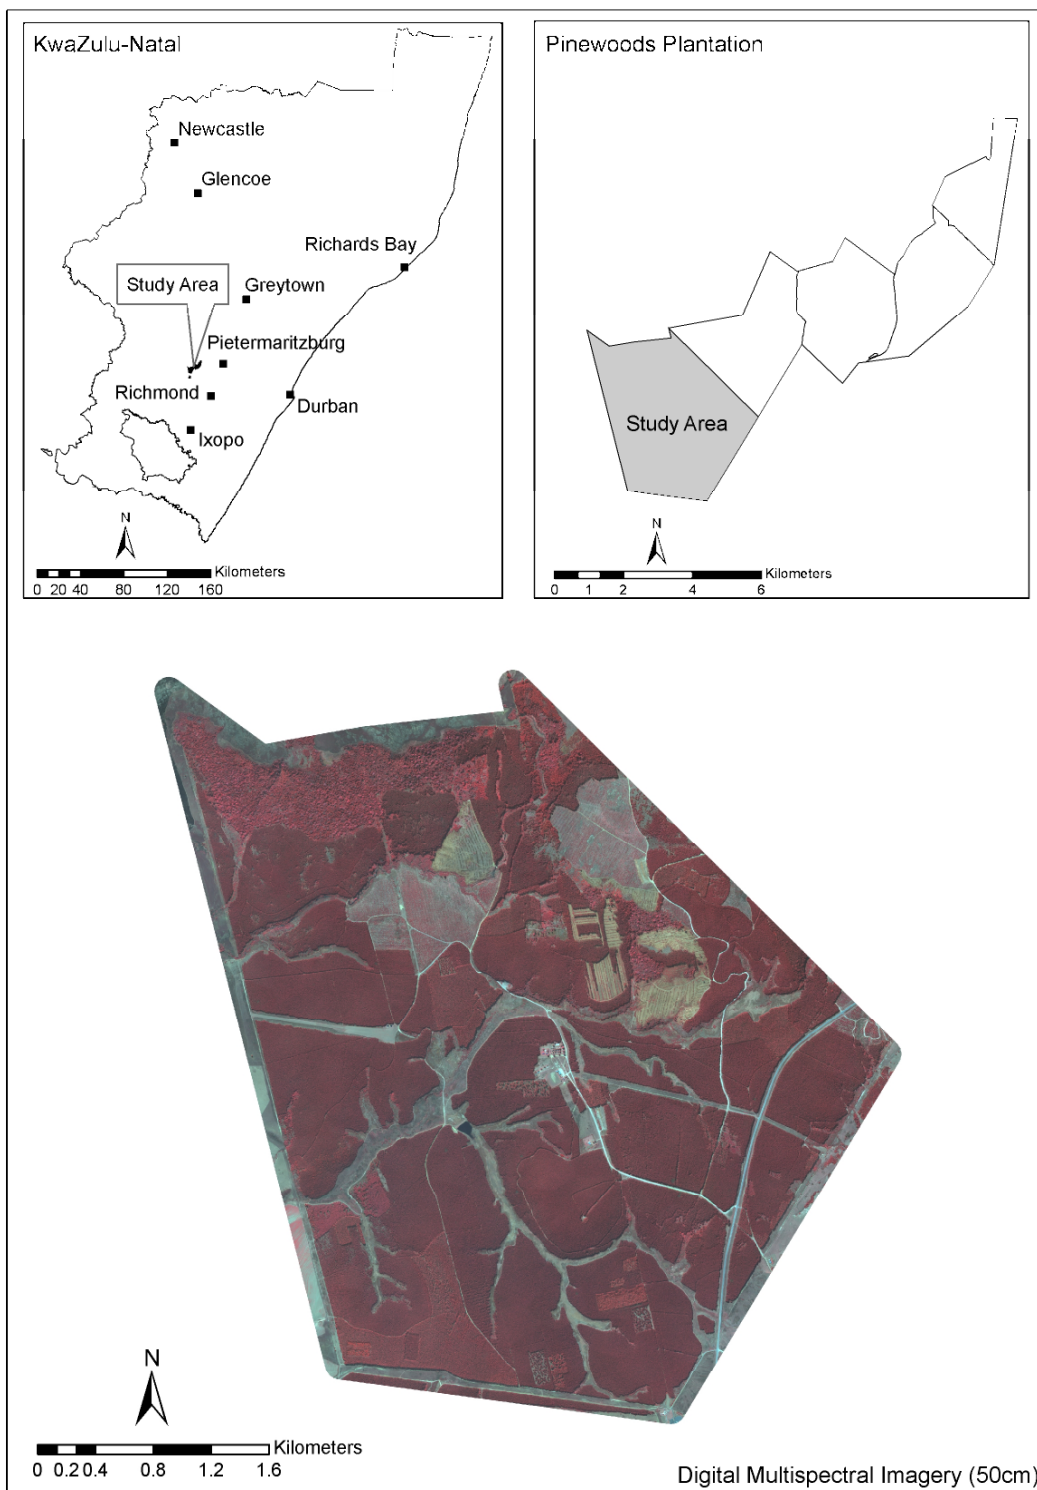 KwaZulu-Natal
Newcastle
Glencoe
Richards Bay
Study Area
Greytown
Pietermaritzburg
Richmond
Durban
Ixopo
N
Kilometers
0 20 40 80 120 160
Pinewoods Plantation
Study Area
N
Kilometers
0 1 2 4 6
N
Kilometers
0 0.2 0.4 0.8 1.2 1.6
Digital Multispectral Imagery (50cm)